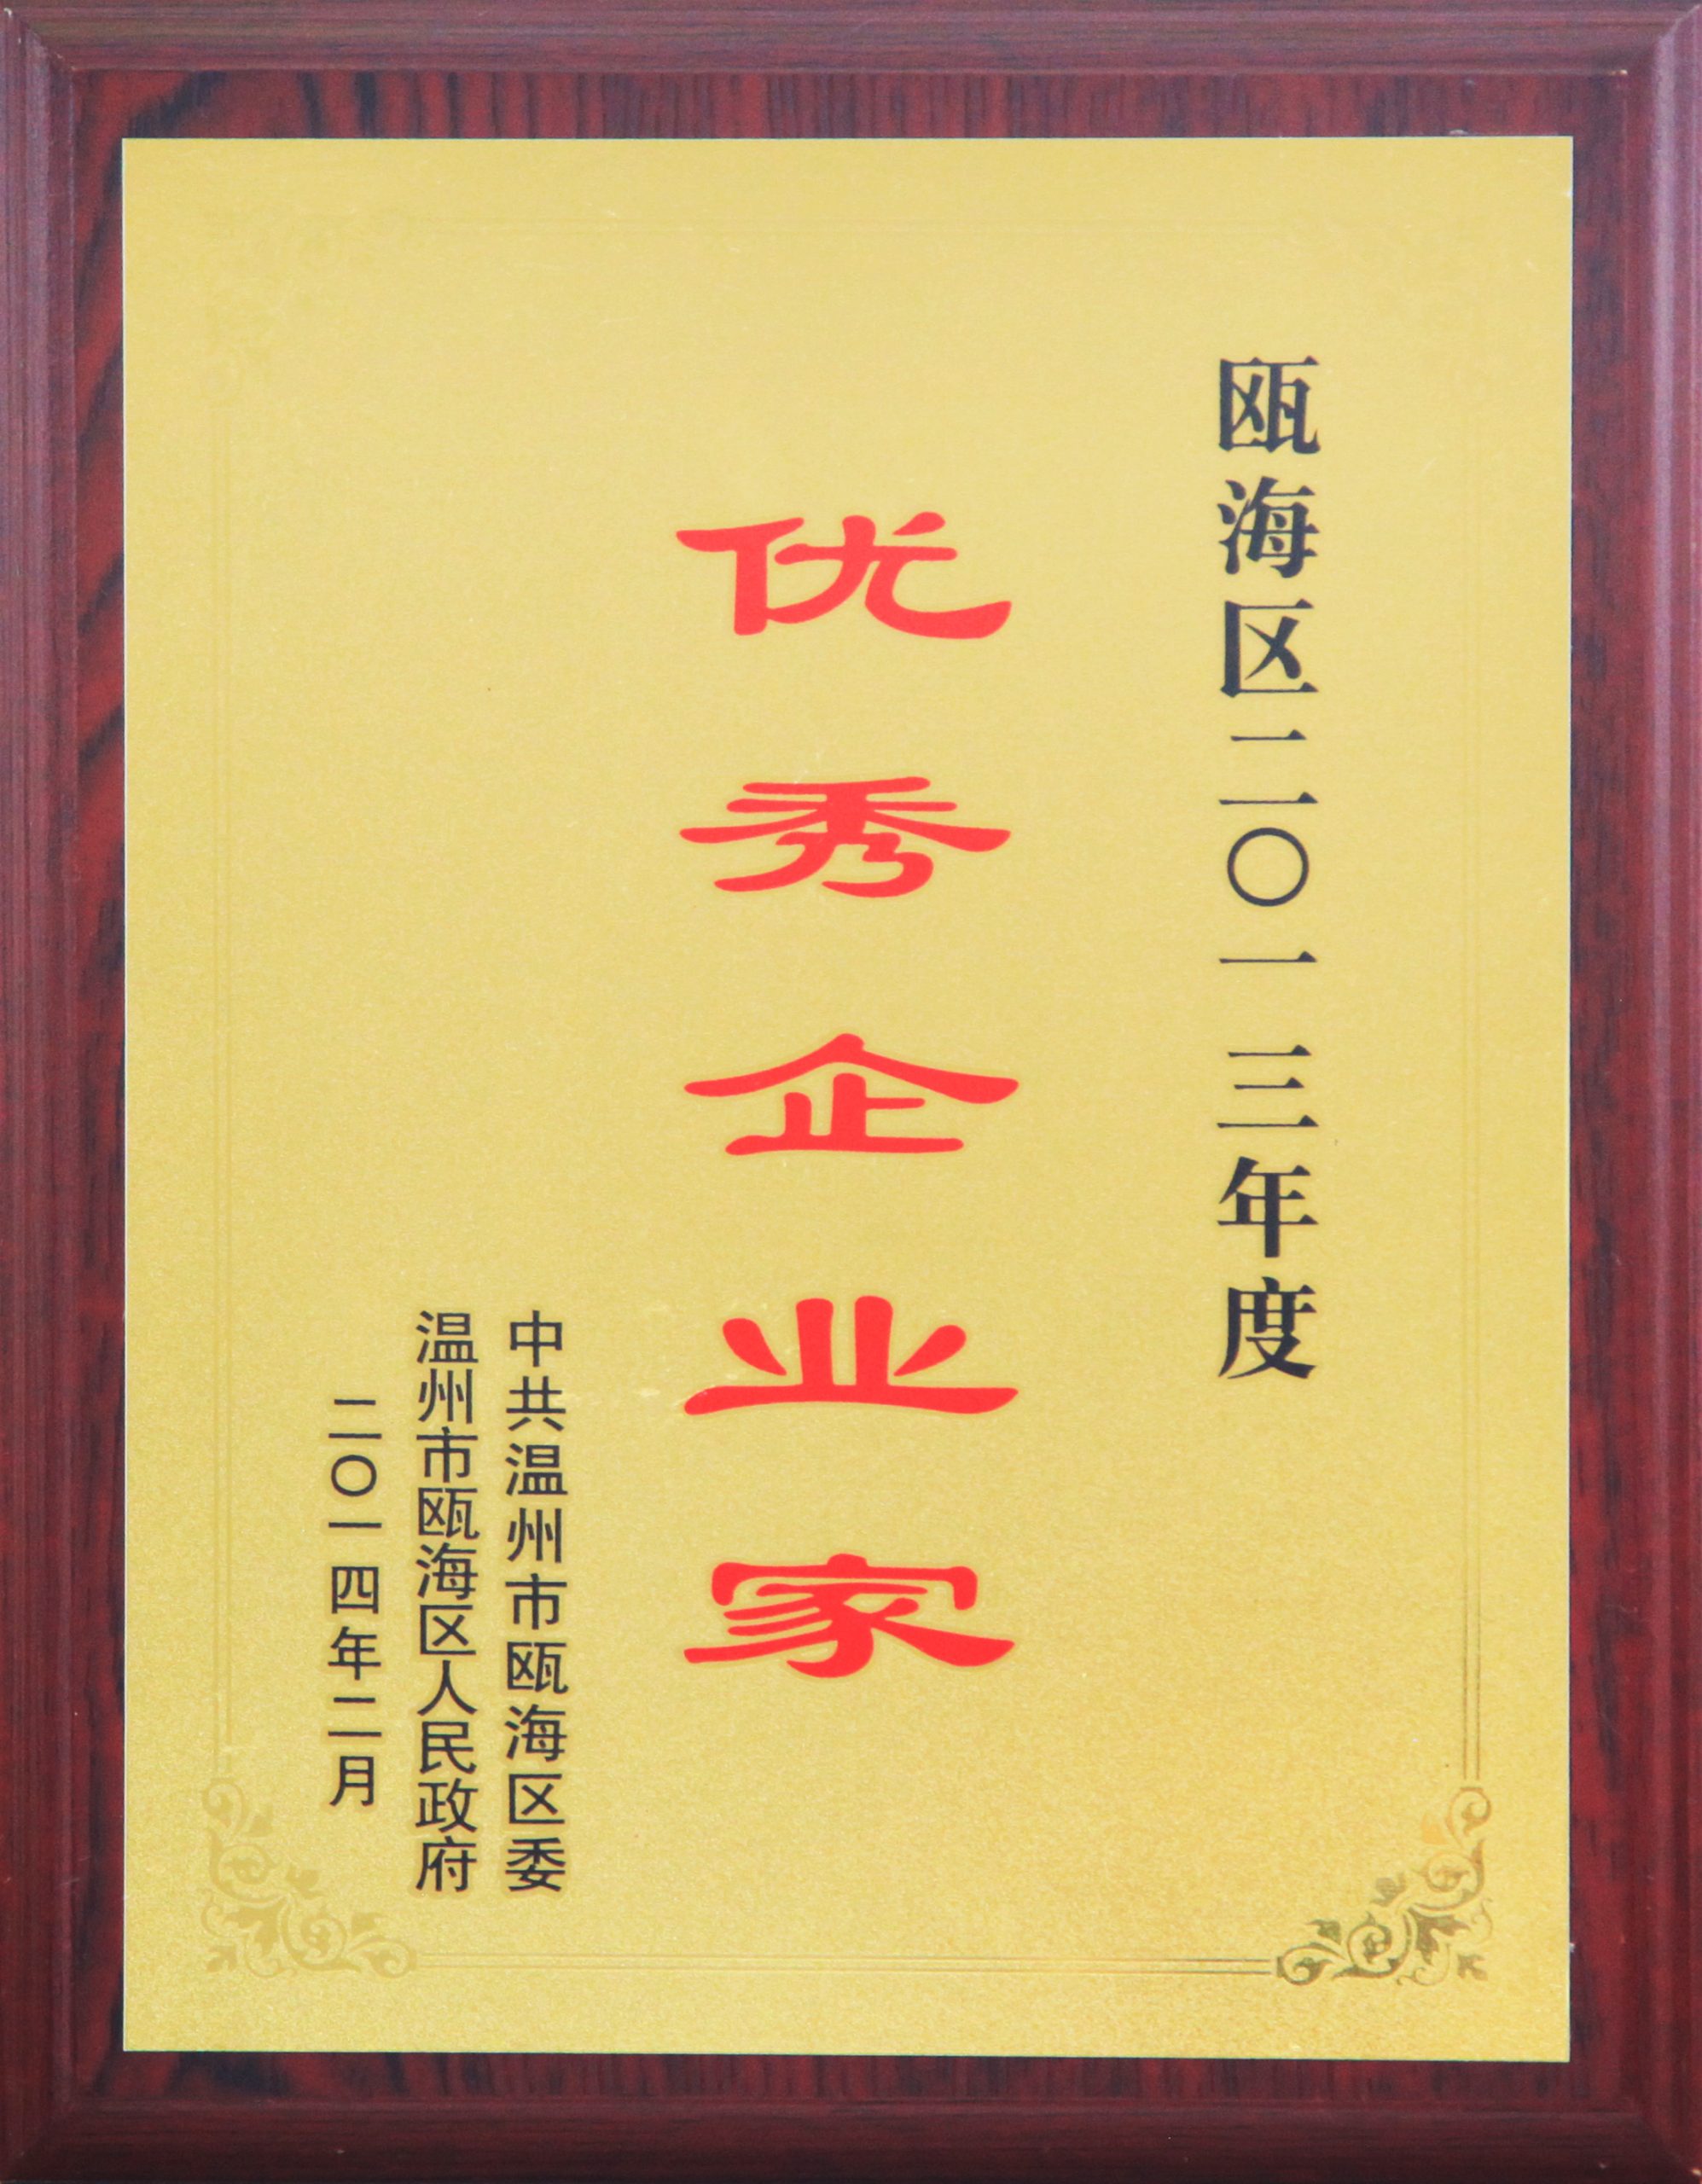 瓯海区二〇一三年度
优秀企业家
中共温州市瓯海区委
温州市瓯海区人民政府
二〇一四年二月